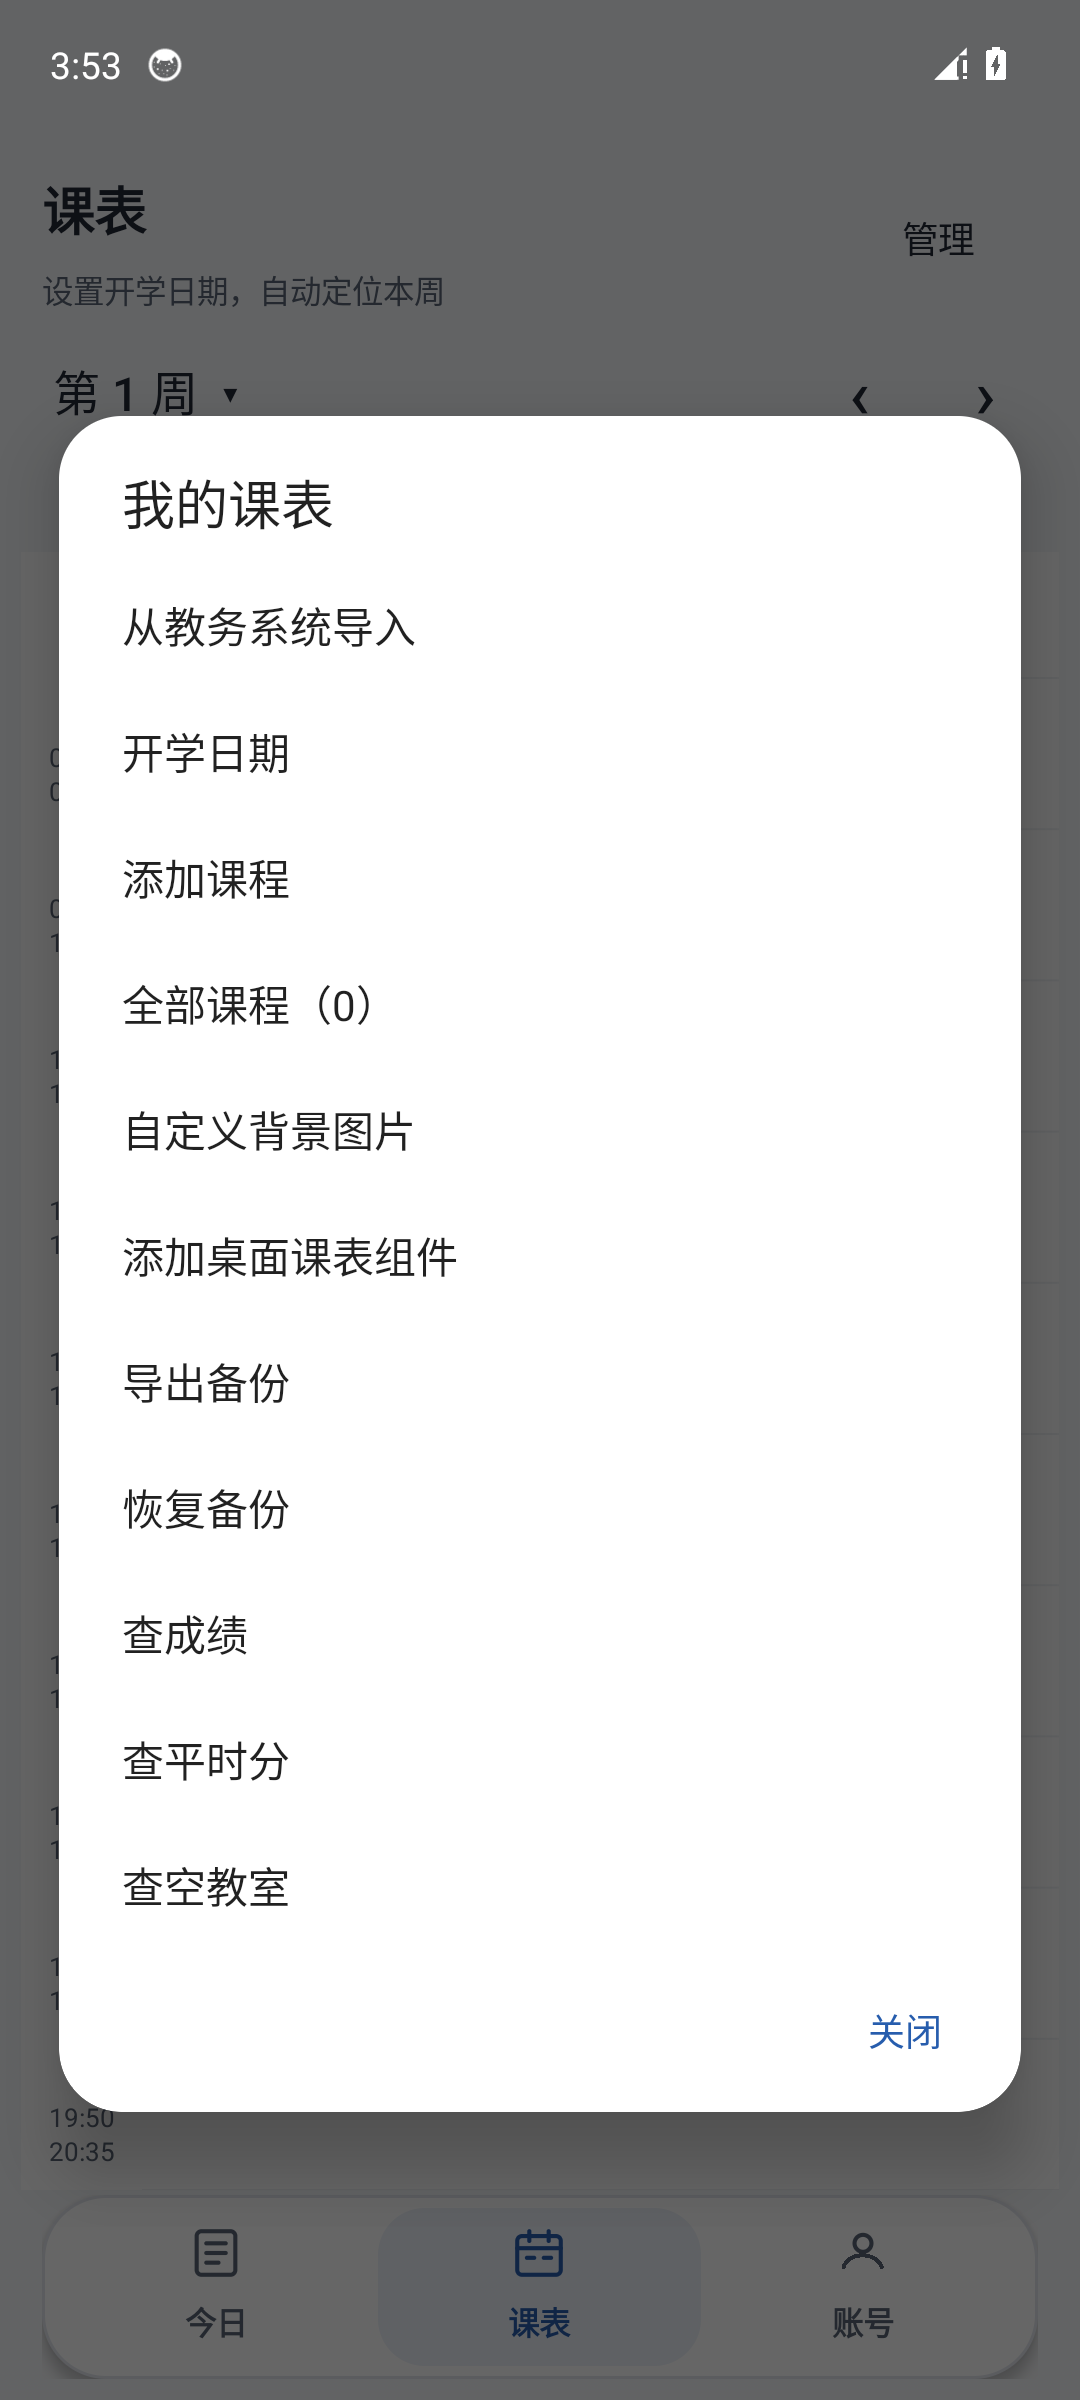 3:53
课表
管理
设置开学日期，自动定位本周
第 1 周 ▼
我的课表
从教务系统导入
开学日期
添加课程
全部课程（0）
自定义背景图片
添加桌面课表组件
导出备份
恢复备份
查成绩
查平时分
查空教室
关闭
19:50
20:35
今日
课表
账号